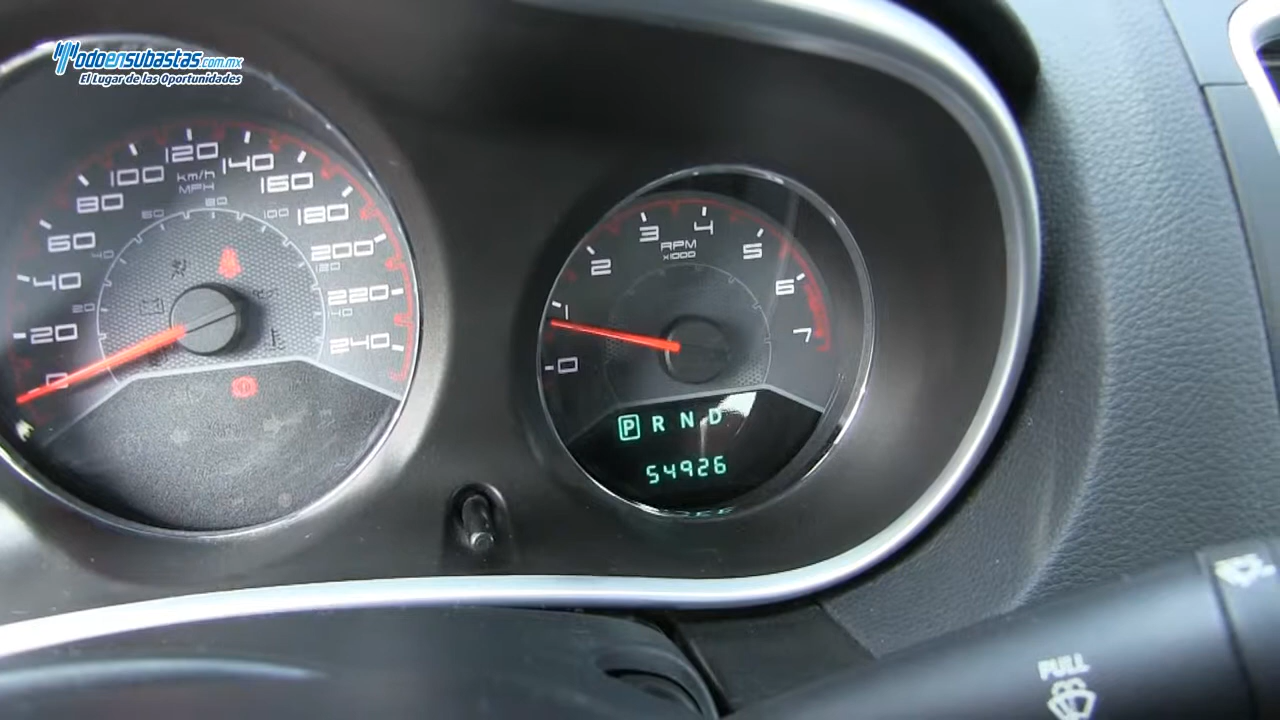 Todoensubastas.com.mx
El Lugar de las Oportunidades
0 20 40 60 80 100 120 140 160 180 200 220 240
km/h
MPH
20 40 60 80 100 120 140
0 1 2 3 4 5 6 7
RPM
x1000
P R N D
54926
PULL